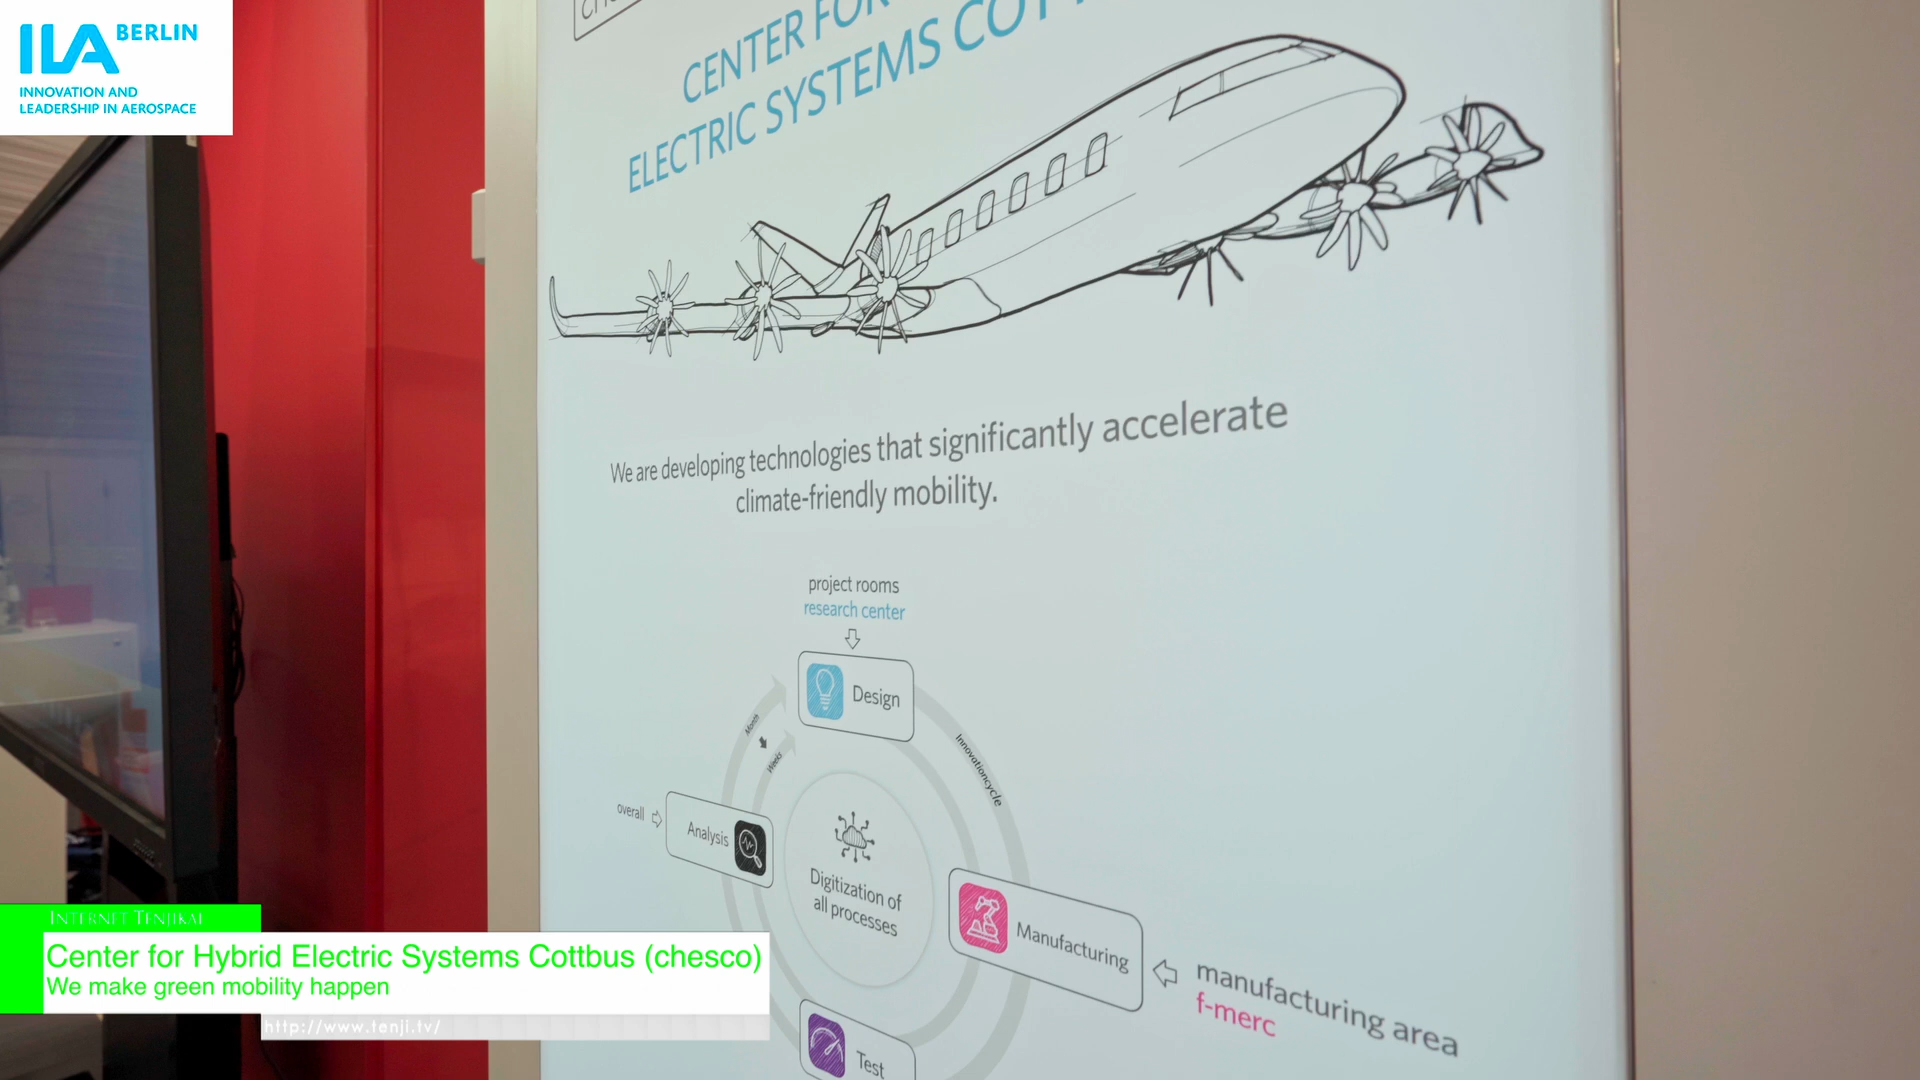 ILA BERLIN
INNOVATION AND
LEADERSHIP IN AEROSPACE
CENTER FOR
ELECTRIC SYSTEMS
We are developing technologies that significantly accelerate
climate-friendly mobility.
project rooms
research center
Design
Month
Weeks
Innovationcycle
overall
Analysis
Digitization of
all processes
Manufacturing
manufacturing area
f-merc
Test
INTERNET TENJIKAI
Center for Hybrid Electric Systems Cottbus (chesco)
We make green mobility happen
http://www.tenji.tv/